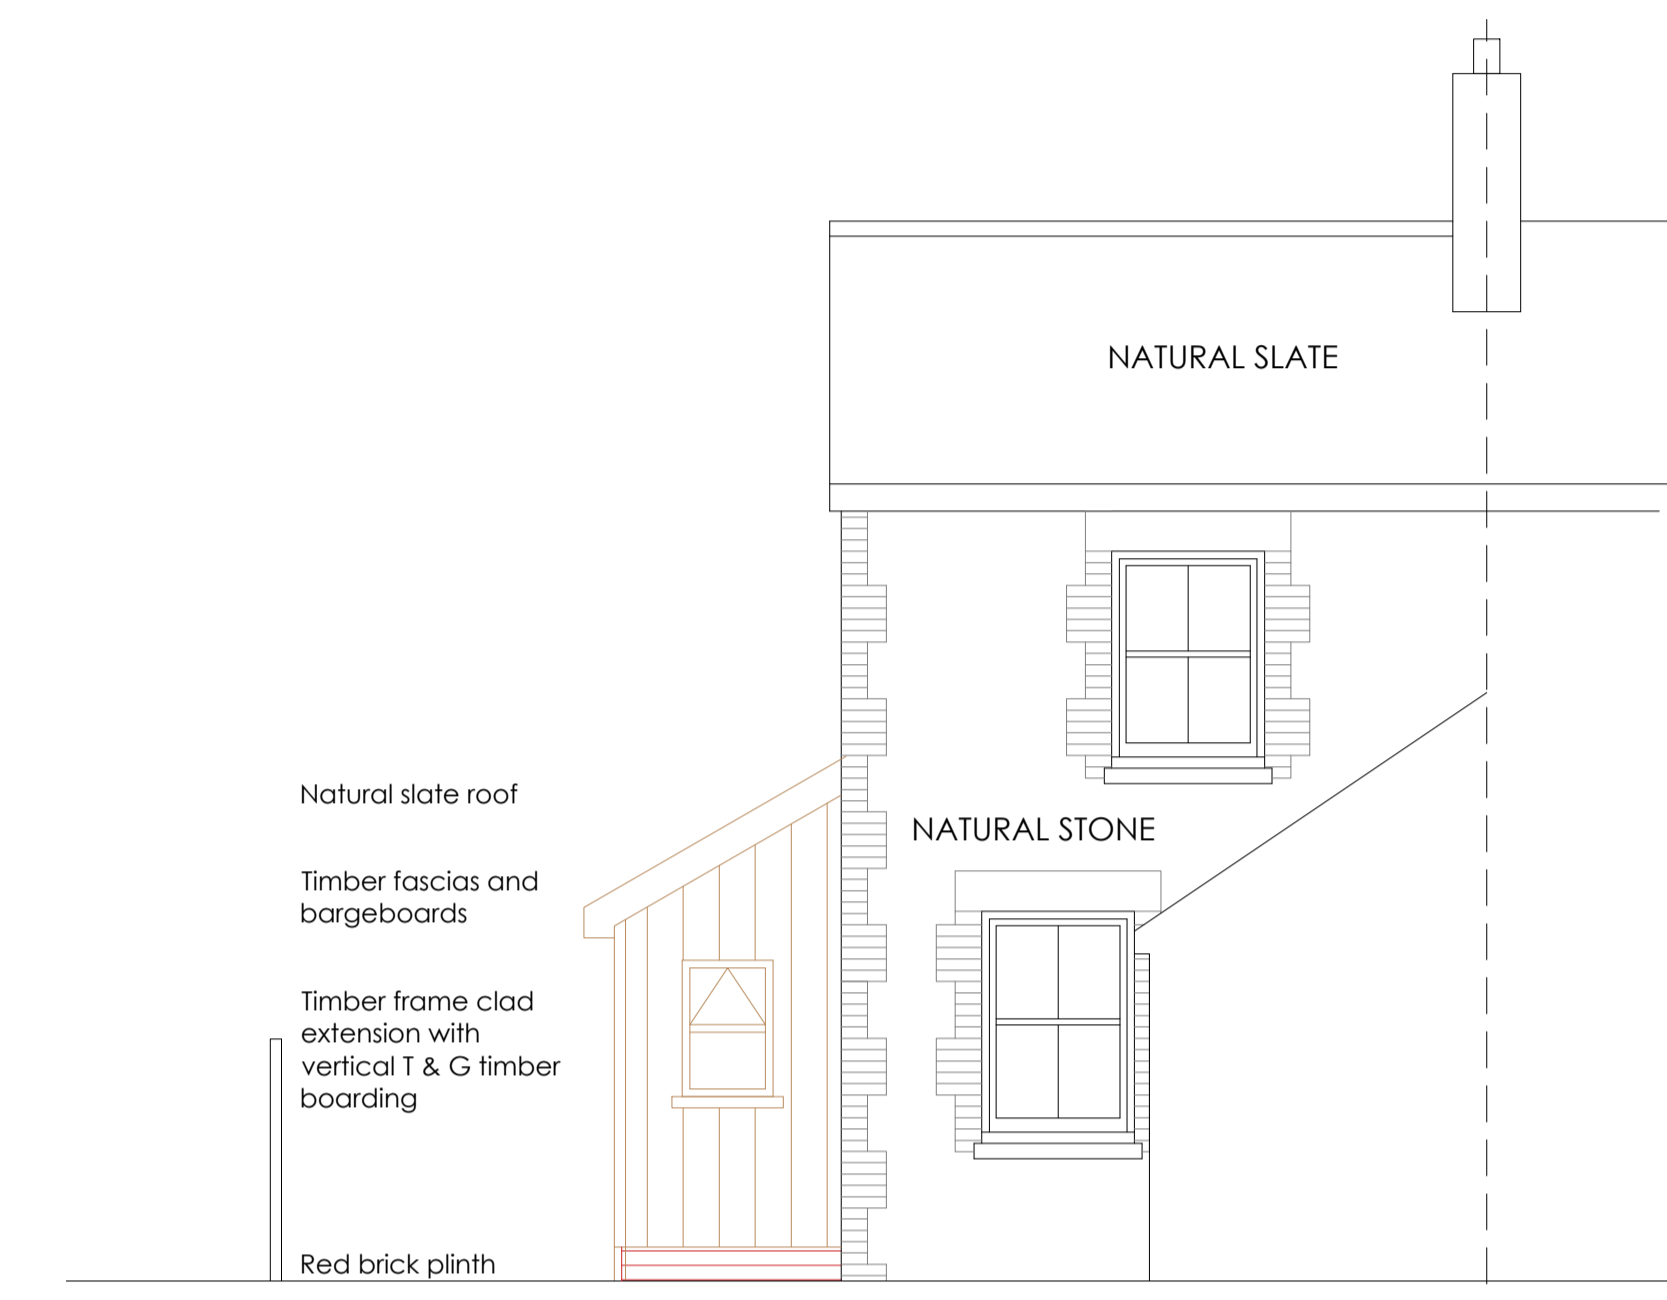 NATURAL SLATE
Natural slate roof
NATURAL STONE
Timber fascias and
bargeboards
Timber frame clad
extension with
vertical T & G timber
boarding
Red brick plinth